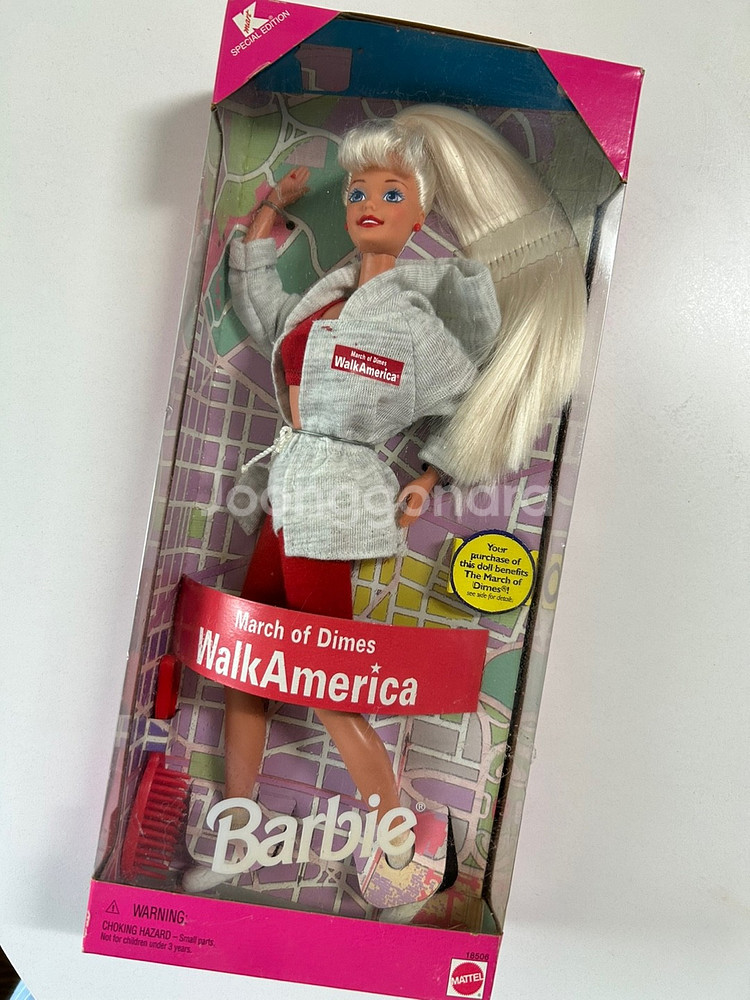 K
mart
SPECIAL EDITION
March of Dimes
WalkAmerica®
Joonggonara
Your
purchase of
this doll benefits
The March of
Dimes®!
see side for details
March of Dimes
WalkAmerica
Barbie®
WARNING:
CHOKING HAZARD – Small parts.
Not for children under 3 years.
18506
MATTEL